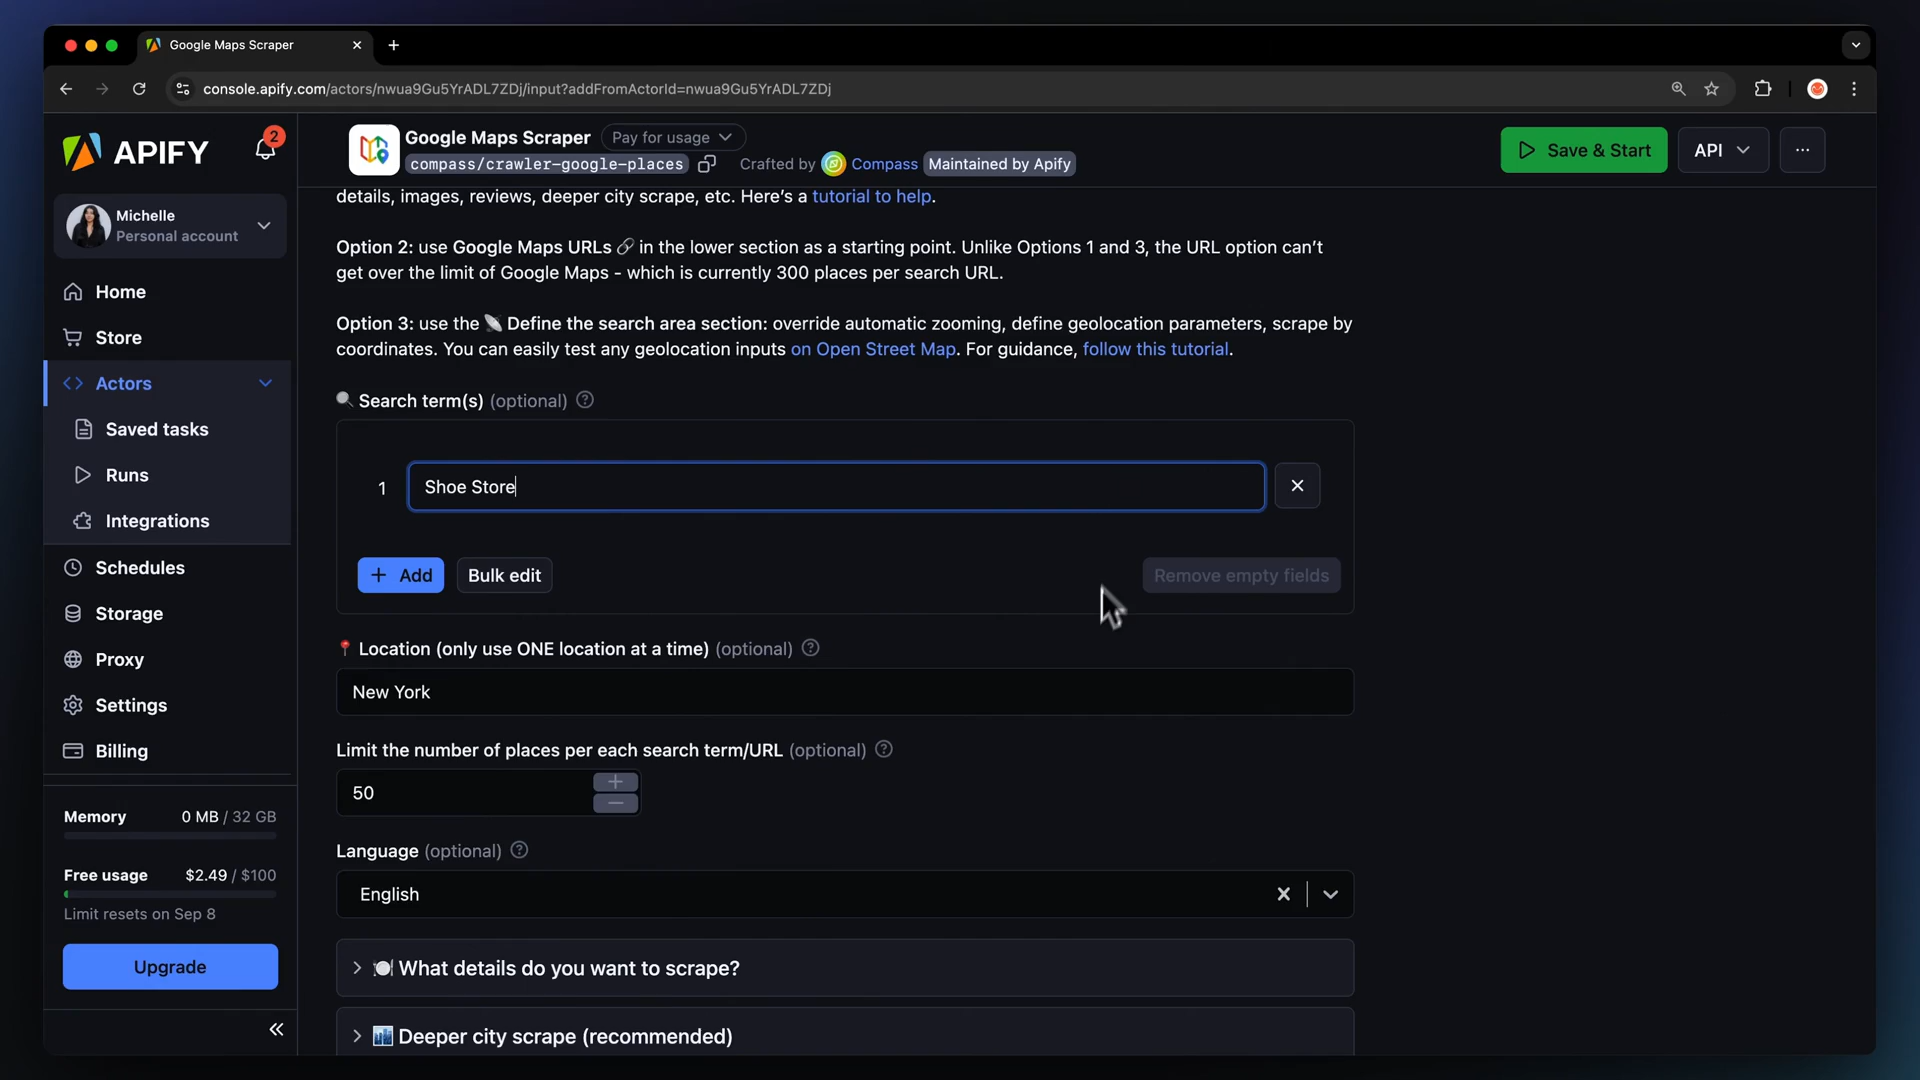 Google Maps Scraper
console.apify.com/actors/nwua9Gu5YrADL7ZDj/input?addFromActorId=nwua9Gu5YrADL7ZDj
APIFY
2
Michelle
Personal account
Home
Store
Actors
Saved tasks
Runs
Integrations
Schedules
Storage
Proxy
Settings
Billing
Memory 0 MB / 32 GB
Free usage $2.49 / $100
Limit resets on Sep 8
Upgrade
Google Maps Scraper Pay for usage
compass/crawler-google-places Crafted by Compass Maintained by Apify
Save & Start API ...
details, images, reviews, deeper city scrape, etc. Here's a tutorial to help.
Option 2: use Google Maps URLs 🔗 in the lower section as a starting point. Unlike Options 1 and 3, the URL option can't
get over the limit of Google Maps - which is currently 300 places per search URL.
Option 3: use the 📡 Define the search area section: override automatic zooming, define geolocation parameters, scrape by
coordinates. You can easily test any geolocation inputs on Open Street Map. For guidance, follow this tutorial.
🔍 Search term(s) (optional)
1 Shoe Store
+ Add Bulk edit Remove empty fields
📍 Location (only use ONE location at a time) (optional)
New York
Limit the number of places per each search term/URL (optional)
50
Language (optional)
English
🍽 What details do you want to scrape?
🏙 Deeper city scrape (recommended)